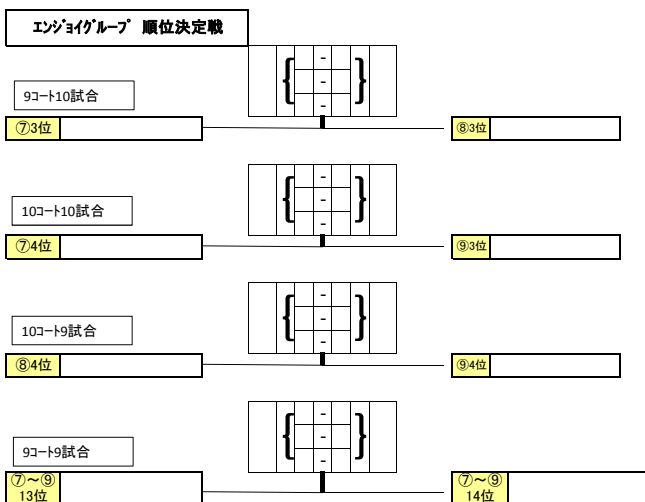 エンジョイグループ 順位決定戦
{ - }
-
-
9コート10試合
⑦3位 ⑧3位
{ - }
-
-
10コート10試合
⑦4位 ⑨3位
{ - }
-
-
10コート9試合
⑧4位 ⑨4位
{ - }
-
-
9コート9試合
⑦～⑨ ⑦～⑨
13位 14位